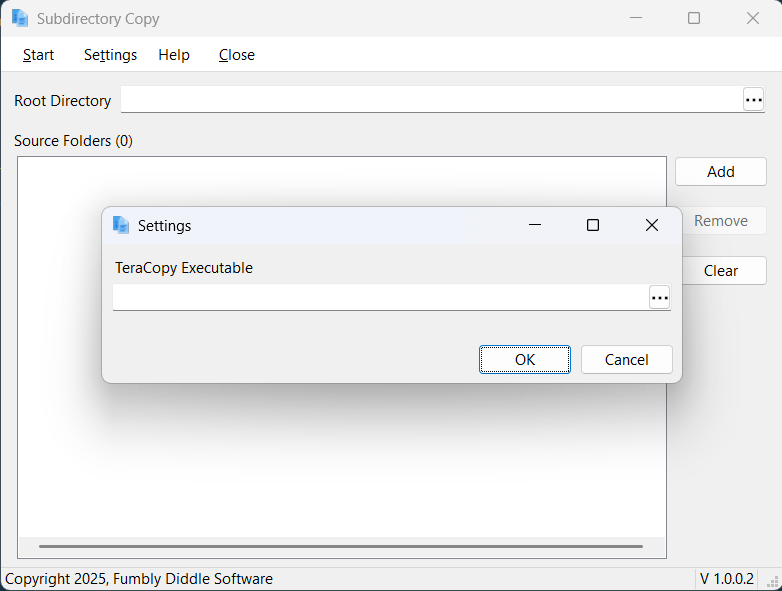 Subdirectory Copy
Start Settings Help Close
Root Directory ...
Source Folders (0)
Add
Remove
Clear
Settings
TeraCopy Executable
...
OK Cancel
Copyright 2025, Fumbly Diddle Software V 1.0.0.2